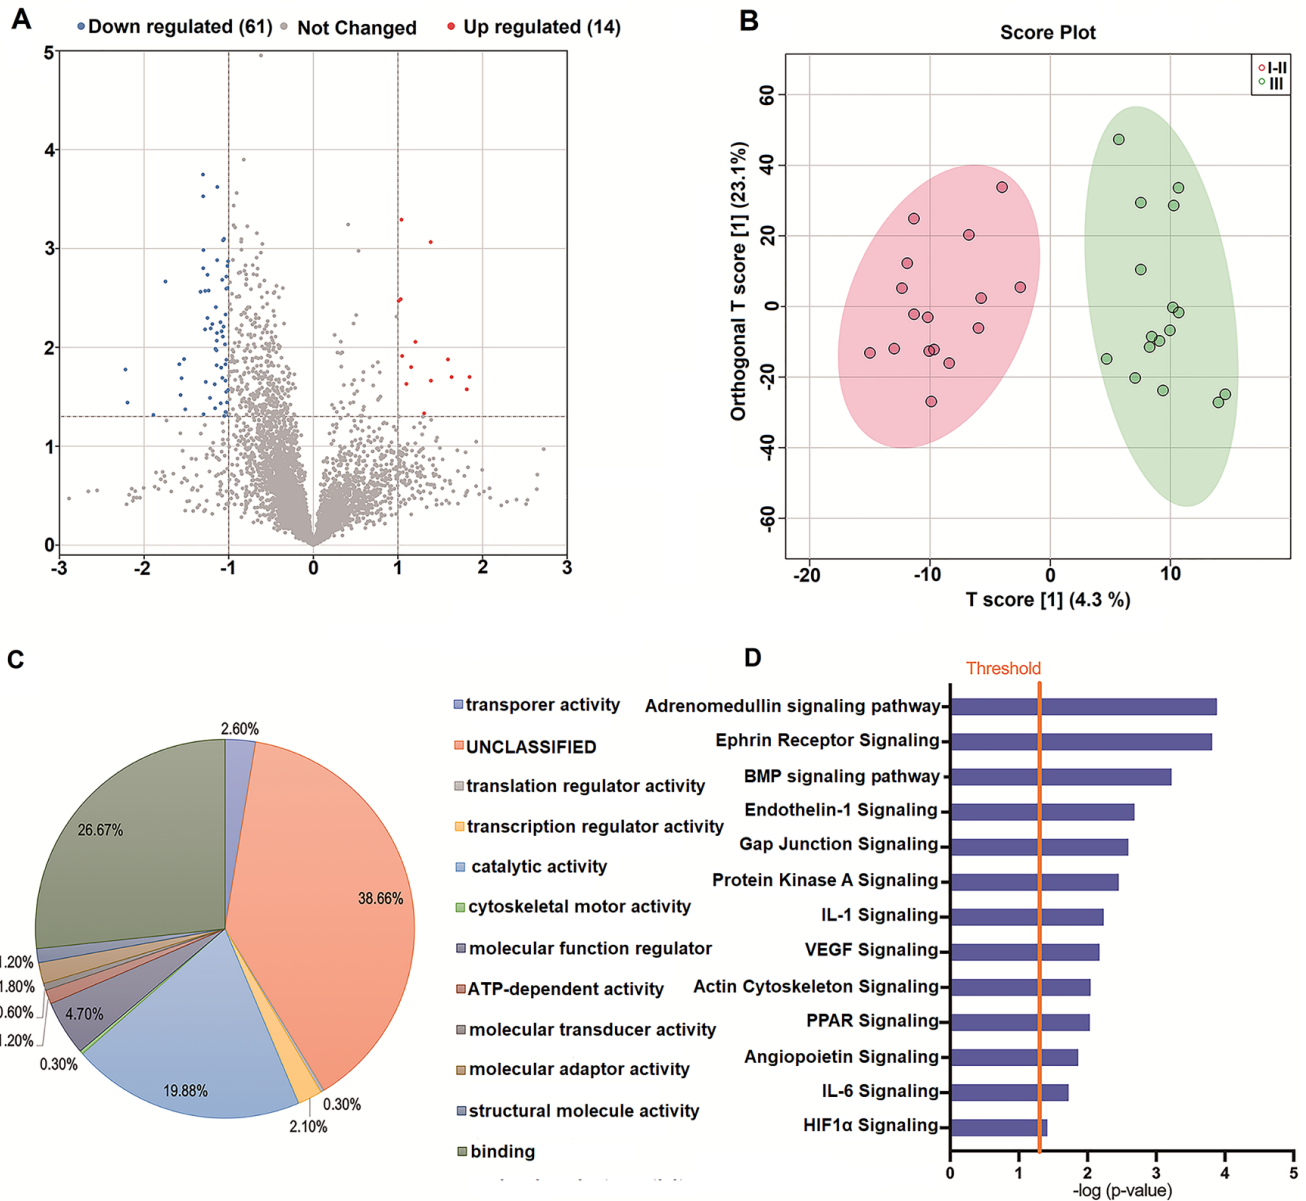 A
Down regulated (61) Not Changed Up regulated (14)
5
4
3
2
1
0
-3 -2 -1 0 1 2 3
B
Score Plot
I-II
III
Orthogonal T score [1] (23.1%)
60
40
20
0
-20
-40
-60
-20 -10 0 10
T score [1] (4.3 %)
C
2.60%
38.66%
0.30%
2.10%
19.88%
0.30%
4.70%
1.20%
0.60%
1.80%
1.20%
26.67%
transporer activity
UNCLASSIFIED
translation regulator activity
transcription regulator activity
catalytic activity
cytoskeletal motor activity
molecular function regulator
ATP-dependent activity
molecular transducer activity
molecular adaptor activity
structural molecule activity
binding
D
Threshold
Adrenomedullin signaling pathway
Ephrin Receptor Signaling
BMP signaling pathway
Endothelin-1 Signaling
Gap Junction Signaling
Protein Kinase A Signaling
IL-1 Signaling
VEGF Signaling
Actin Cytoskeleton Signaling
PPAR Signaling
Angiopoietin Signaling
IL-6 Signaling
HIF1α Signaling
0 1 2 3 4 5
-log (p-value)